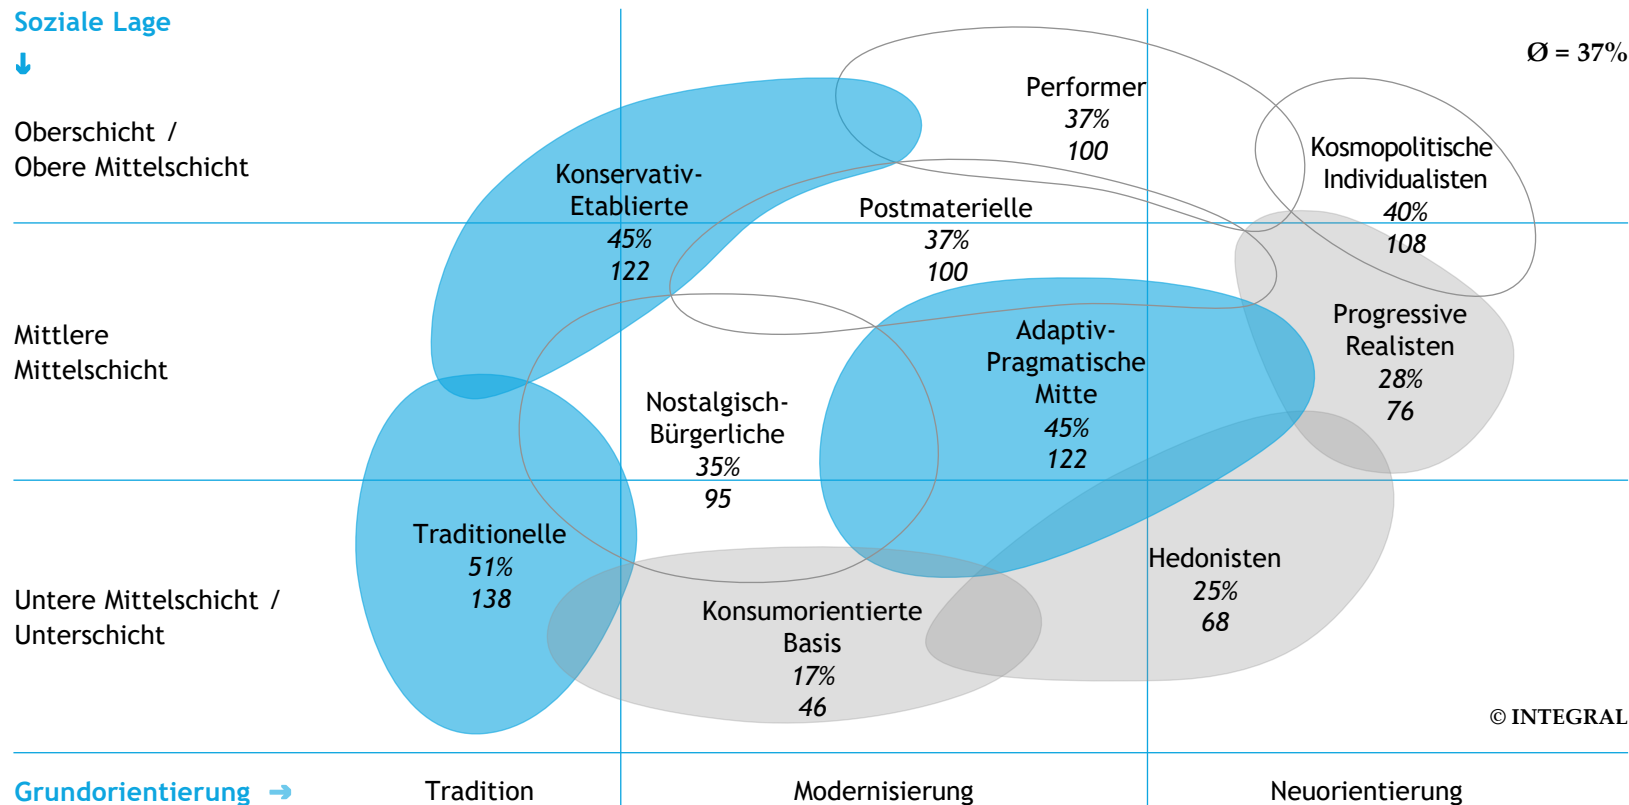 Soziale Lage
Ø = 37%
Oberschicht /
Obere Mittelschicht
Performer
37%
100
Kosmopolitische
Individualisten
40%
108
Konservativ-
Etablierte
45%
122
Postmaterielle
37%
100
Mittlere
Mittelschicht
Adaptiv-
Pragmatische
Mitte
45%
122
Progressive
Realisten
28%
76
Nostalgisch-
Bürgerliche
35%
95
Traditionelle
51%
138
Hedonisten
25%
68
Untere Mittelschicht /
Unterschicht
Konsumorientierte
Basis
17%
46
© INTEGRAL
Grundorientierung
Tradition
Modernisierung
Neuorientierung